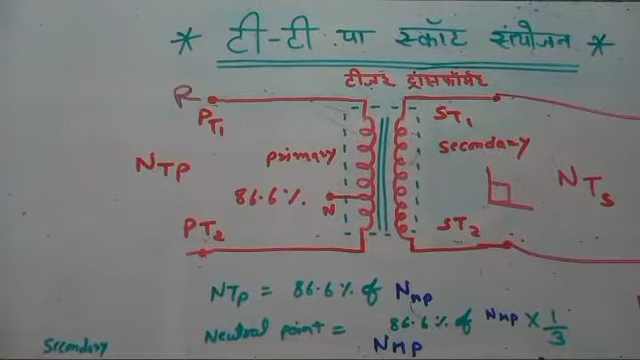 * टी-टी या स्कॉट संयोजन *
टीजर ट्रांसफॉर्मर
R
PT1
ST1
NTP
primary
secondary
86.6%.
N
NTs
PT2
ST2
NTP = 86.6% of NMP
Neutral point = 86.6% of NMP × 1/3
NMP
Secondary